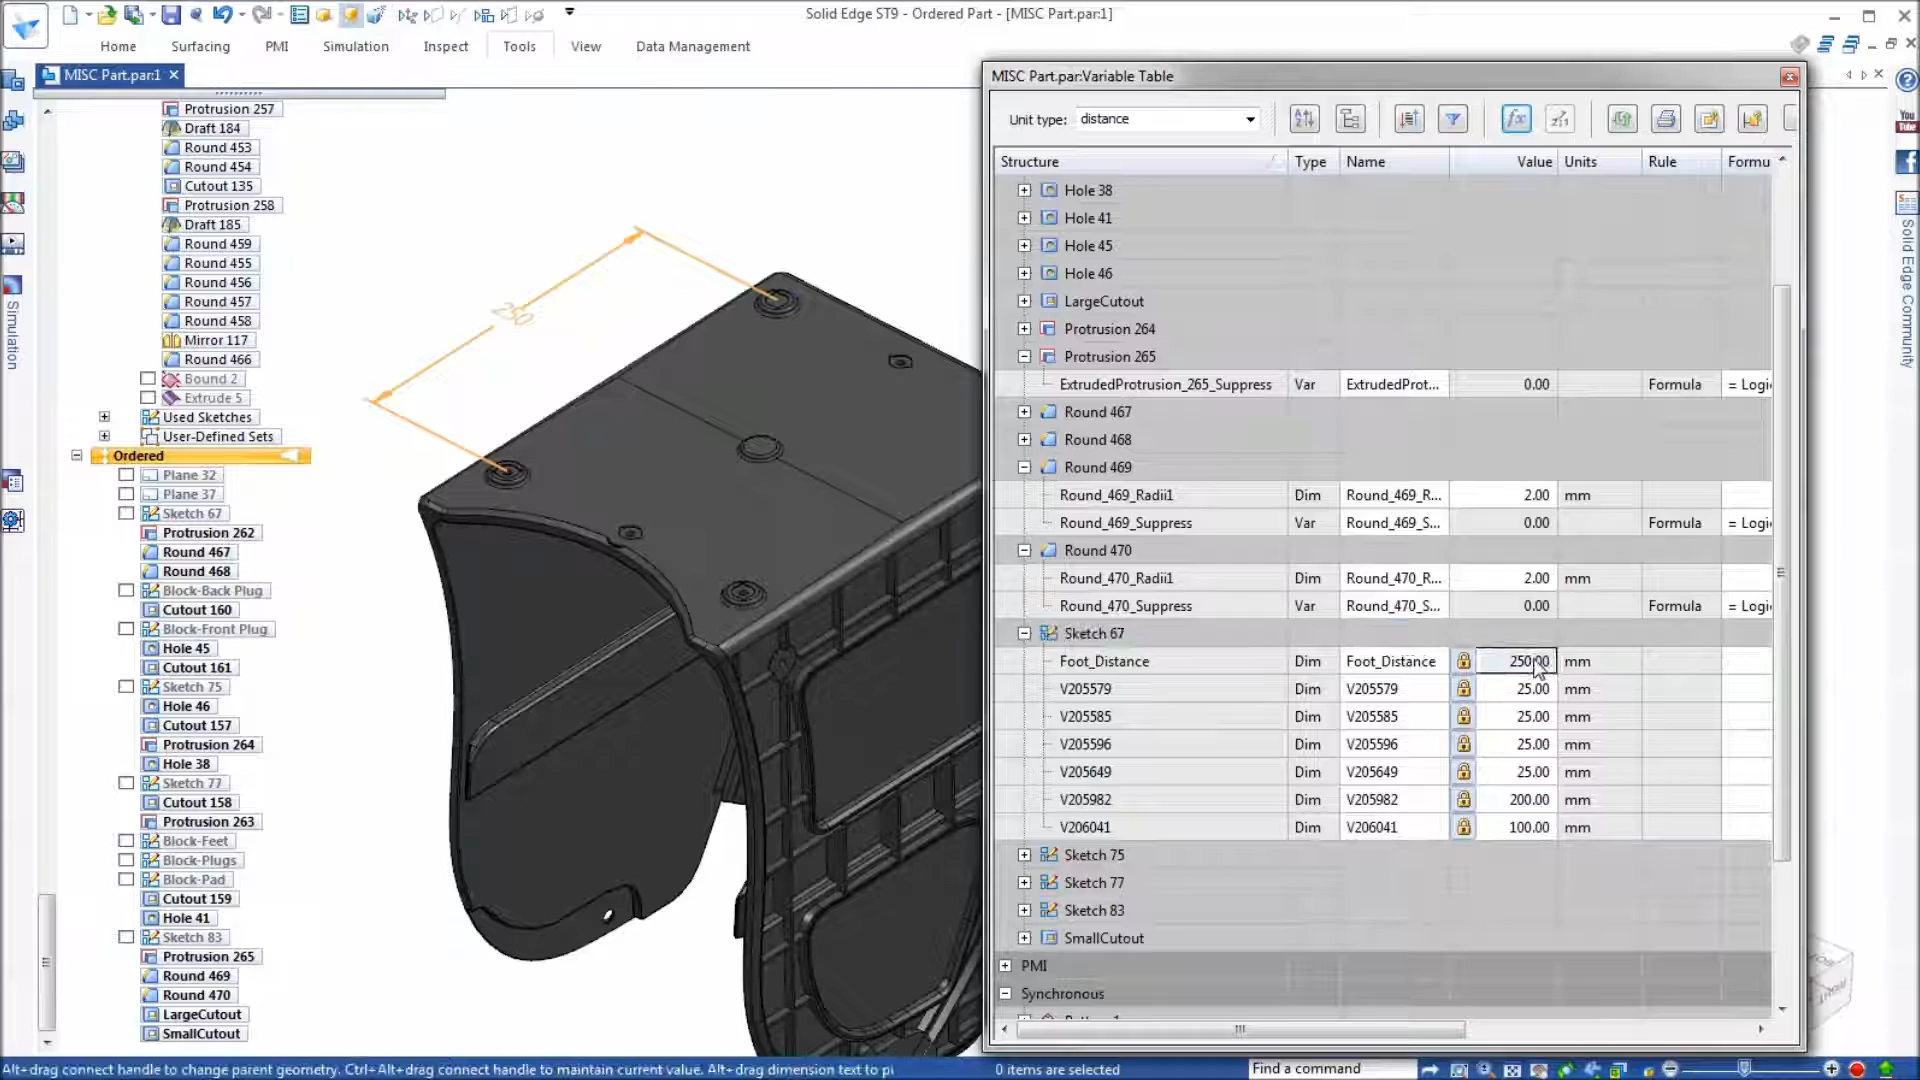 Solid Edge ST9 - Ordered Part - [MISC Part.par:1]
Home Surfacing PMI Simulation Inspect Tools View Data Management
MISC Part.par:1
Protrusion 257
Draft 184
Round 453
Round 454
Cutout 135
Protrusion 258
Draft 185
Round 459
Round 455
Round 456
Round 457
Round 458
Mirror 117
Round 466
Bound 2
Extrude 5
Used Sketches
User-Defined Sets
Ordered
Plane 32
Plane 37
Sketch 67
Protrusion 262
Round 467
Round 468
Block-Back Plug
Cutout 160
Block-Front Plug
Hole 45
Cutout 161
Sketch 75
Hole 46
Cutout 157
Protrusion 264
Hole 38
Sketch 77
Cutout 158
Protrusion 263
Block-Feet
Block-Plugs
Block-Pad
Cutout 159
Hole 41
Sketch 83
Protrusion 265
Round 469
Round 470
LargeCutout
SmallCutout
Simulation
250
MISC Part.par:Variable Table
Unit type: distance
Structure Type Name Value Units Rule Formu
Hole 38
Hole 41
Hole 45
Hole 46
LargeCutout
Protrusion 264
Protrusion 265
ExtrudedProtrusion_265_Suppress Var ExtrudedProt... 0.00 Formula = Logi
Round 467
Round 468
Round 469
Round_469_Radii1 Dim Round_469_R... 2.00 mm
Round_469_Suppress Var Round_469_S... 0.00 Formula = Logi
Round 470
Round_470_Radii1 Dim Round_470_R... 2.00 mm
Round_470_Suppress Var Round_470_S... 0.00 Formula = Logi
Sketch 67
Foot_Distance Dim Foot_Distance 250.00 mm
V205579 Dim V205579 25.00 mm
V205585 Dim V205585 25.00 mm
V205596 Dim V205596 25.00 mm
V205649 Dim V205649 25.00 mm
V205982 Dim V205982 200.00 mm
V206041 Dim V206041 100.00 mm
Sketch 75
Sketch 77
Sketch 83
SmallCutout
PMI
Synchronous
You
Tube
Solid Edge Community
Alt+drag connect handle to change parent geometry. Ctrl+Alt+drag connect handle to maintain current value. Alt+drag dimension text to pi
0 items are selected
Find a command